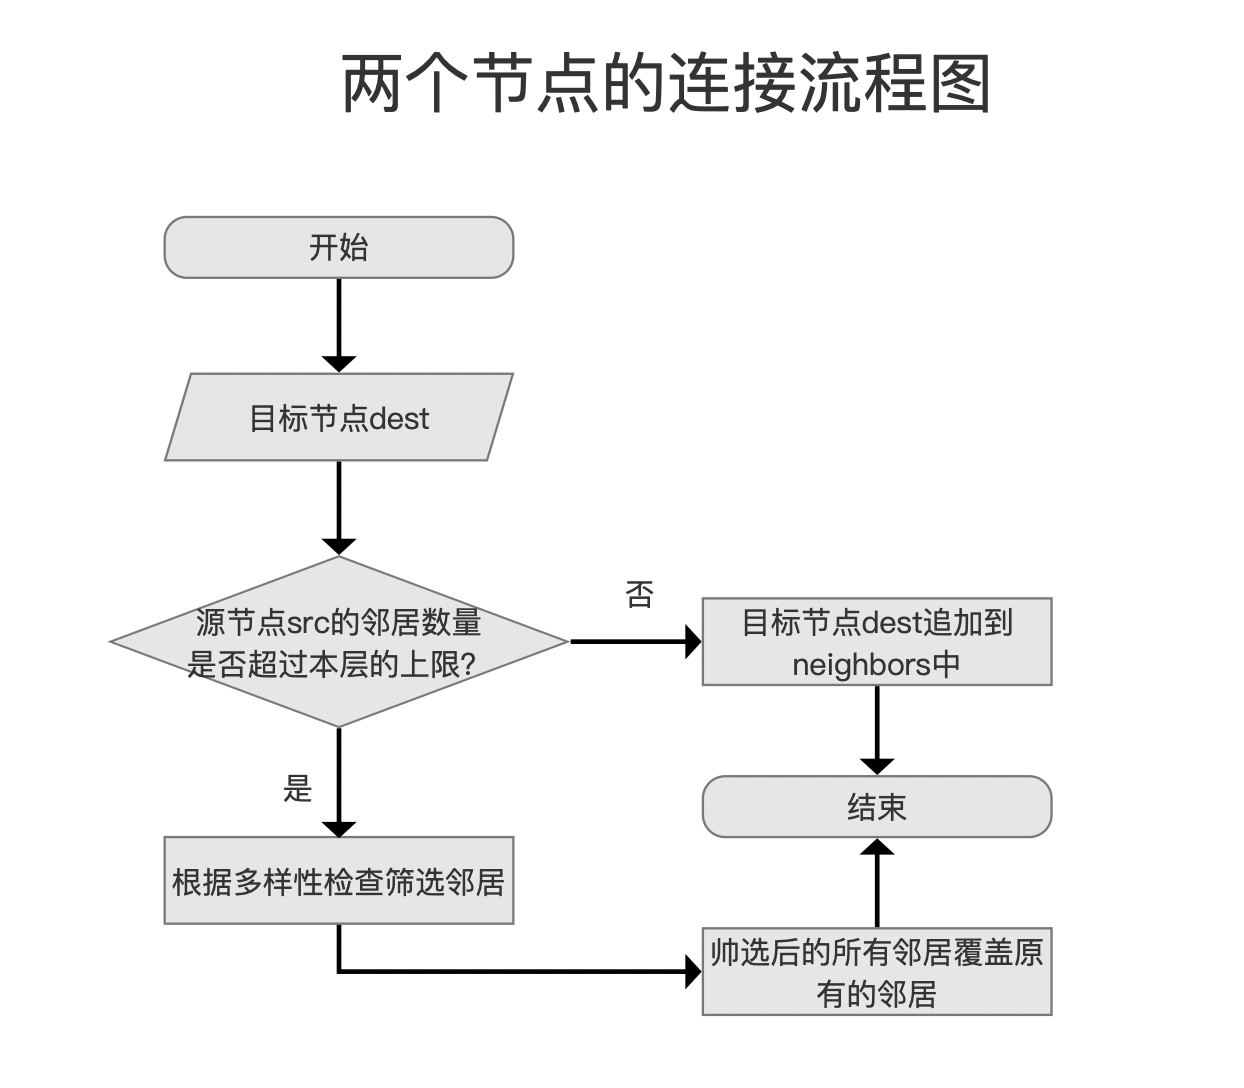 两个节点的连接流程图
开始
目标节点dest
源节点src的邻居数量
是否超过本层的上限?
否
目标节点dest追加到
neighbors中
结束
是
根据多样性检查筛选邻居
帅选后的所有邻居覆盖原
有的邻居